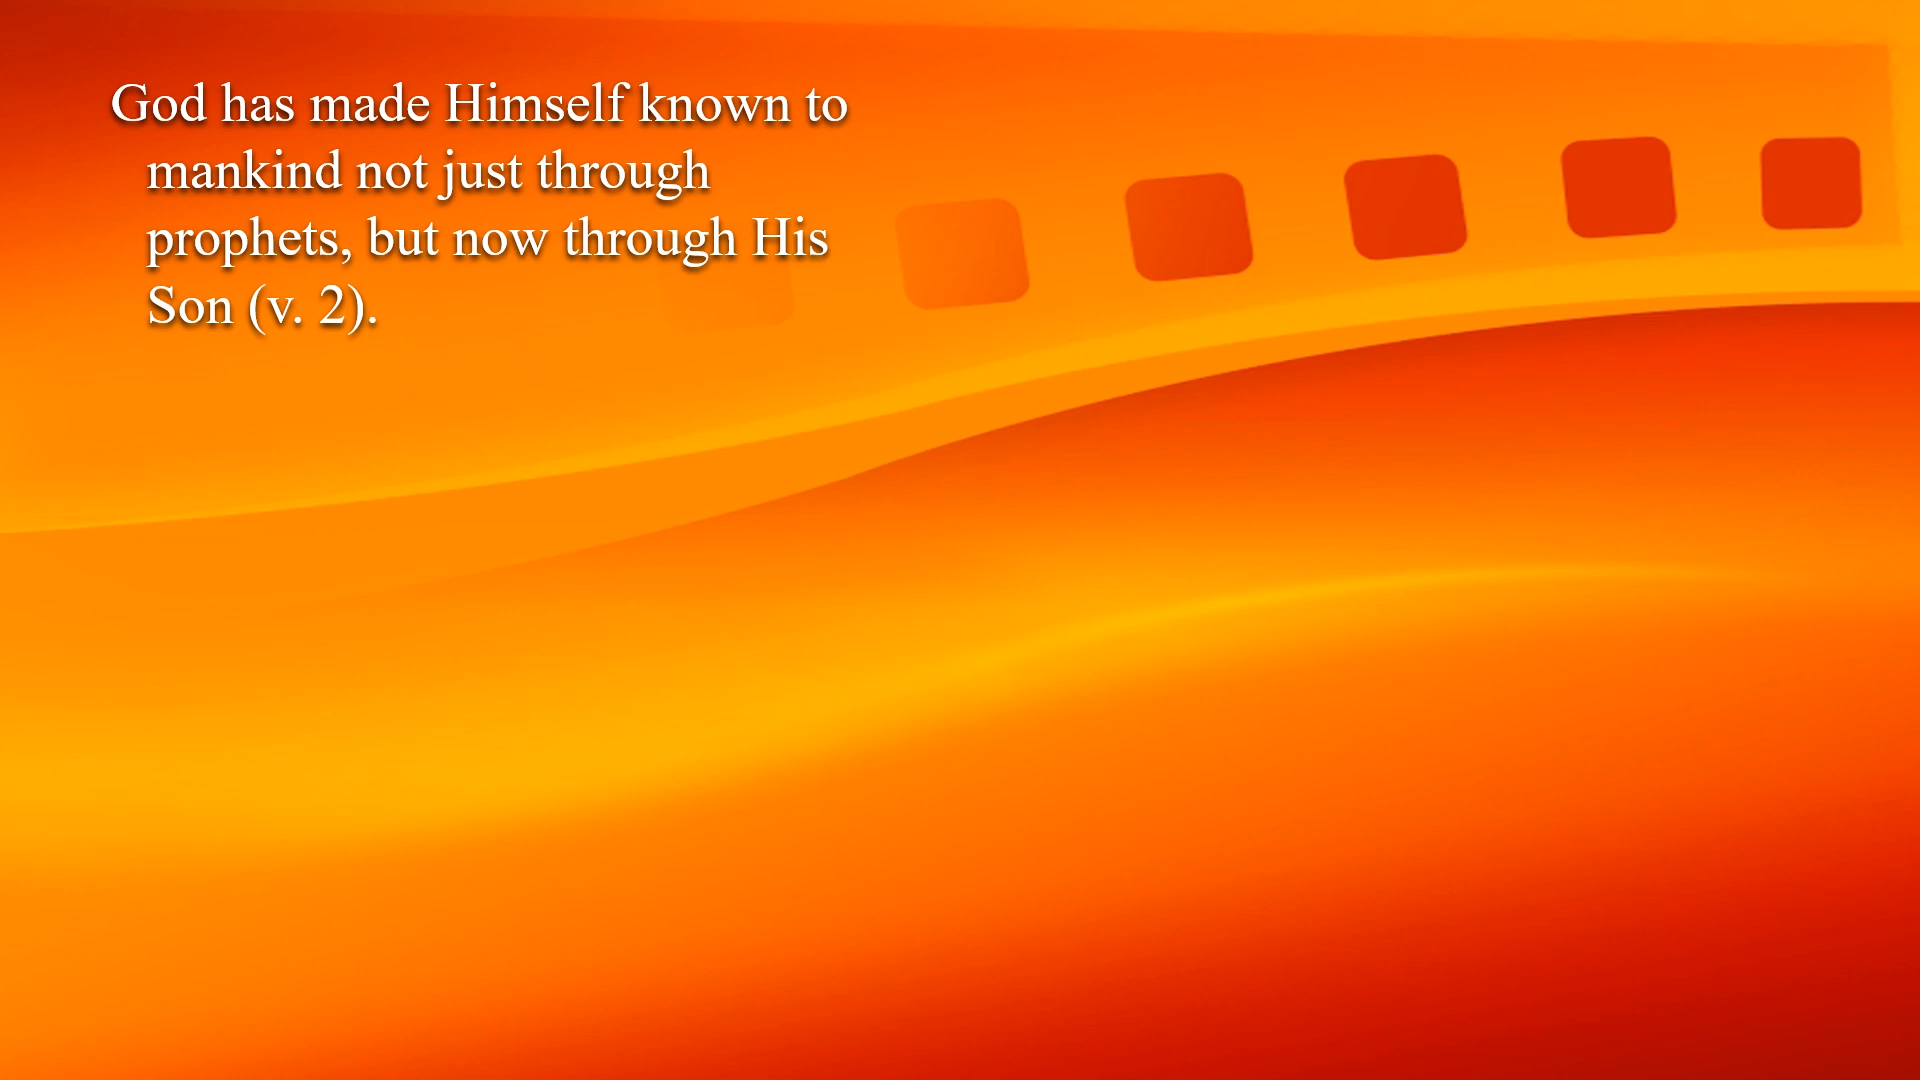 God has made Himself known to
mankind not just through
prophets, but now through His
Son (v. 2).